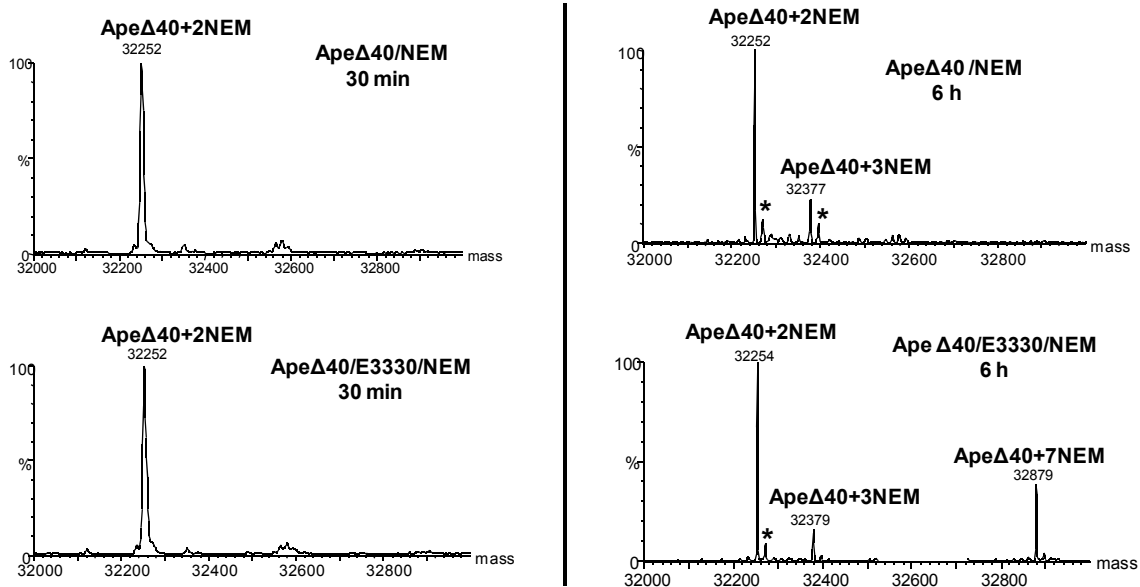 ApeΔ40+2NEM
32252
ApeΔ40/NEM
30 min
100
%
0
32000 32200 32400 32600 32800 mass
ApeΔ40+2NEM
32252
ApeΔ40/E3330/NEM
30 min
100
%
0
32000 32200 32400 32600 32800 mass
ApeΔ40+2NEM
32252
ApeΔ40 /NEM
6 h
100
ApeΔ40+3NEM
32377
%
* *
0
32000 32200 32400 32600 32800 mass
ApeΔ40+2NEM
32254
Ape Δ40/E3330/NEM
6 h
100
ApeΔ40+7NEM
32879
%
ApeΔ40+3NEM
32379
*
0
32000 32200 32400 32600 32800 mass